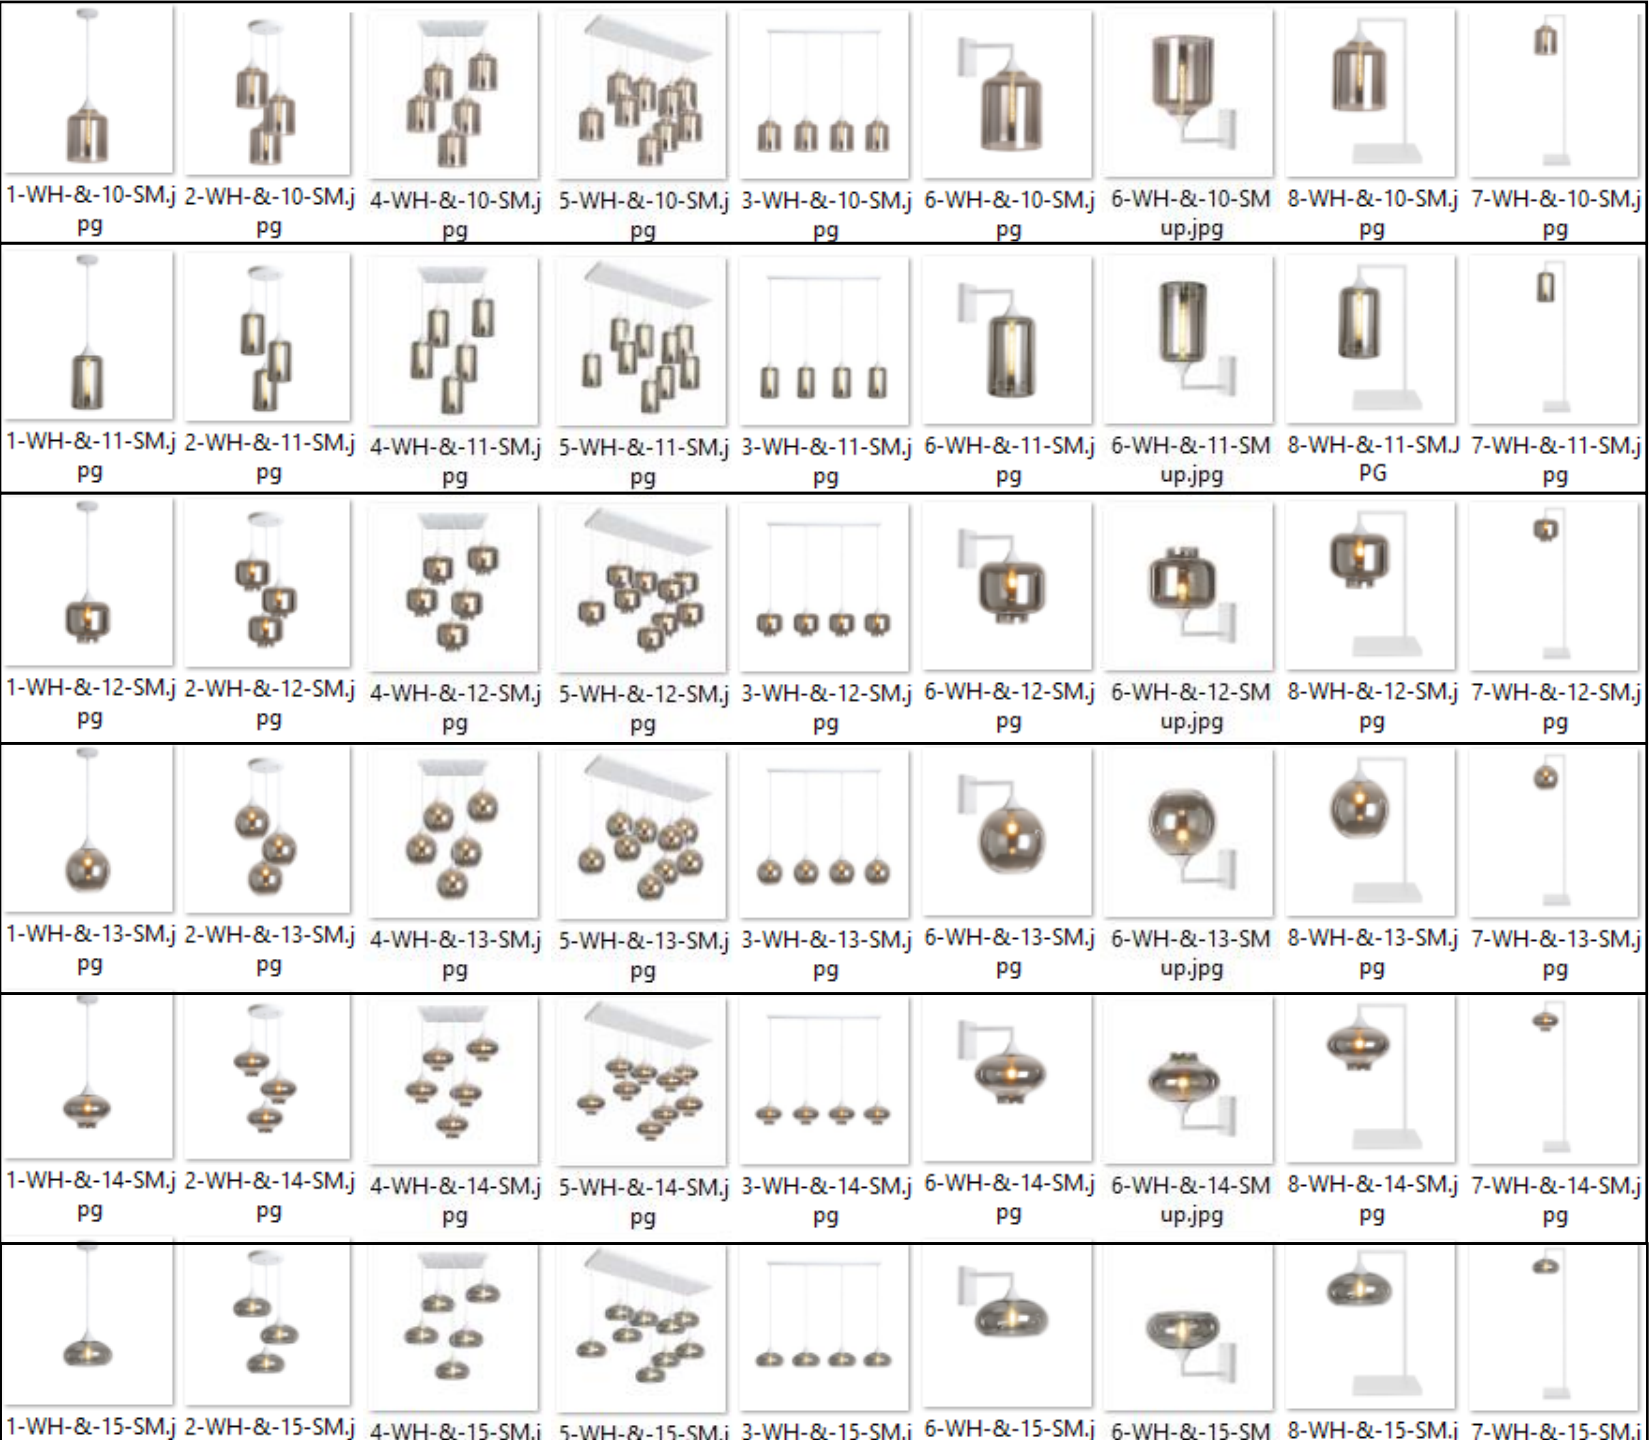 1-WH-&-10-SM.j
pg
2-WH-&-10-SM.j
pg
4-WH-&-10-SM.j
pg
5-WH-&-10-SM.j
pg
3-WH-&-10-SM.j
pg
6-WH-&-10-SM.j
pg
6-WH-&-10-SM
up.jpg
8-WH-&-10-SM.j
pg
7-WH-&-10-SM.j
pg
1-WH-&-11-SM.j
pg
2-WH-&-11-SM.j
pg
4-WH-&-11-SM.j
pg
5-WH-&-11-SM.j
pg
3-WH-&-11-SM.j
pg
6-WH-&-11-SM.j
pg
6-WH-&-11-SM
up.jpg
8-WH-&-11-SM.J
PG
7-WH-&-11-SM.j
pg
1-WH-&-12-SM.j
pg
2-WH-&-12-SM.j
pg
4-WH-&-12-SM.j
pg
5-WH-&-12-SM.j
pg
3-WH-&-12-SM.j
pg
6-WH-&-12-SM.j
pg
6-WH-&-12-SM
up.jpg
8-WH-&-12-SM.j
pg
7-WH-&-12-SM.j
pg
1-WH-&-13-SM.j
pg
2-WH-&-13-SM.j
pg
4-WH-&-13-SM.j
pg
5-WH-&-13-SM.j
pg
3-WH-&-13-SM.j
pg
6-WH-&-13-SM.j
pg
6-WH-&-13-SM
up.jpg
8-WH-&-13-SM.j
pg
7-WH-&-13-SM.j
pg
1-WH-&-14-SM.j
pg
2-WH-&-14-SM.j
pg
4-WH-&-14-SM.j
pg
5-WH-&-14-SM.j
pg
3-WH-&-14-SM.j
pg
6-WH-&-14-SM.j
pg
6-WH-&-14-SM
up.jpg
8-WH-&-14-SM.j
pg
7-WH-&-14-SM.j
pg
1-WH-&-15-SM.j
2-WH-&-15-SM.j
4-WH-&-15-SM.j
5-WH-&-15-SM.j
3-WH-&-15-SM.j
6-WH-&-15-SM.j
6-WH-&-15-SM
8-WH-&-15-SM.j
7-WH-&-15-SM.j